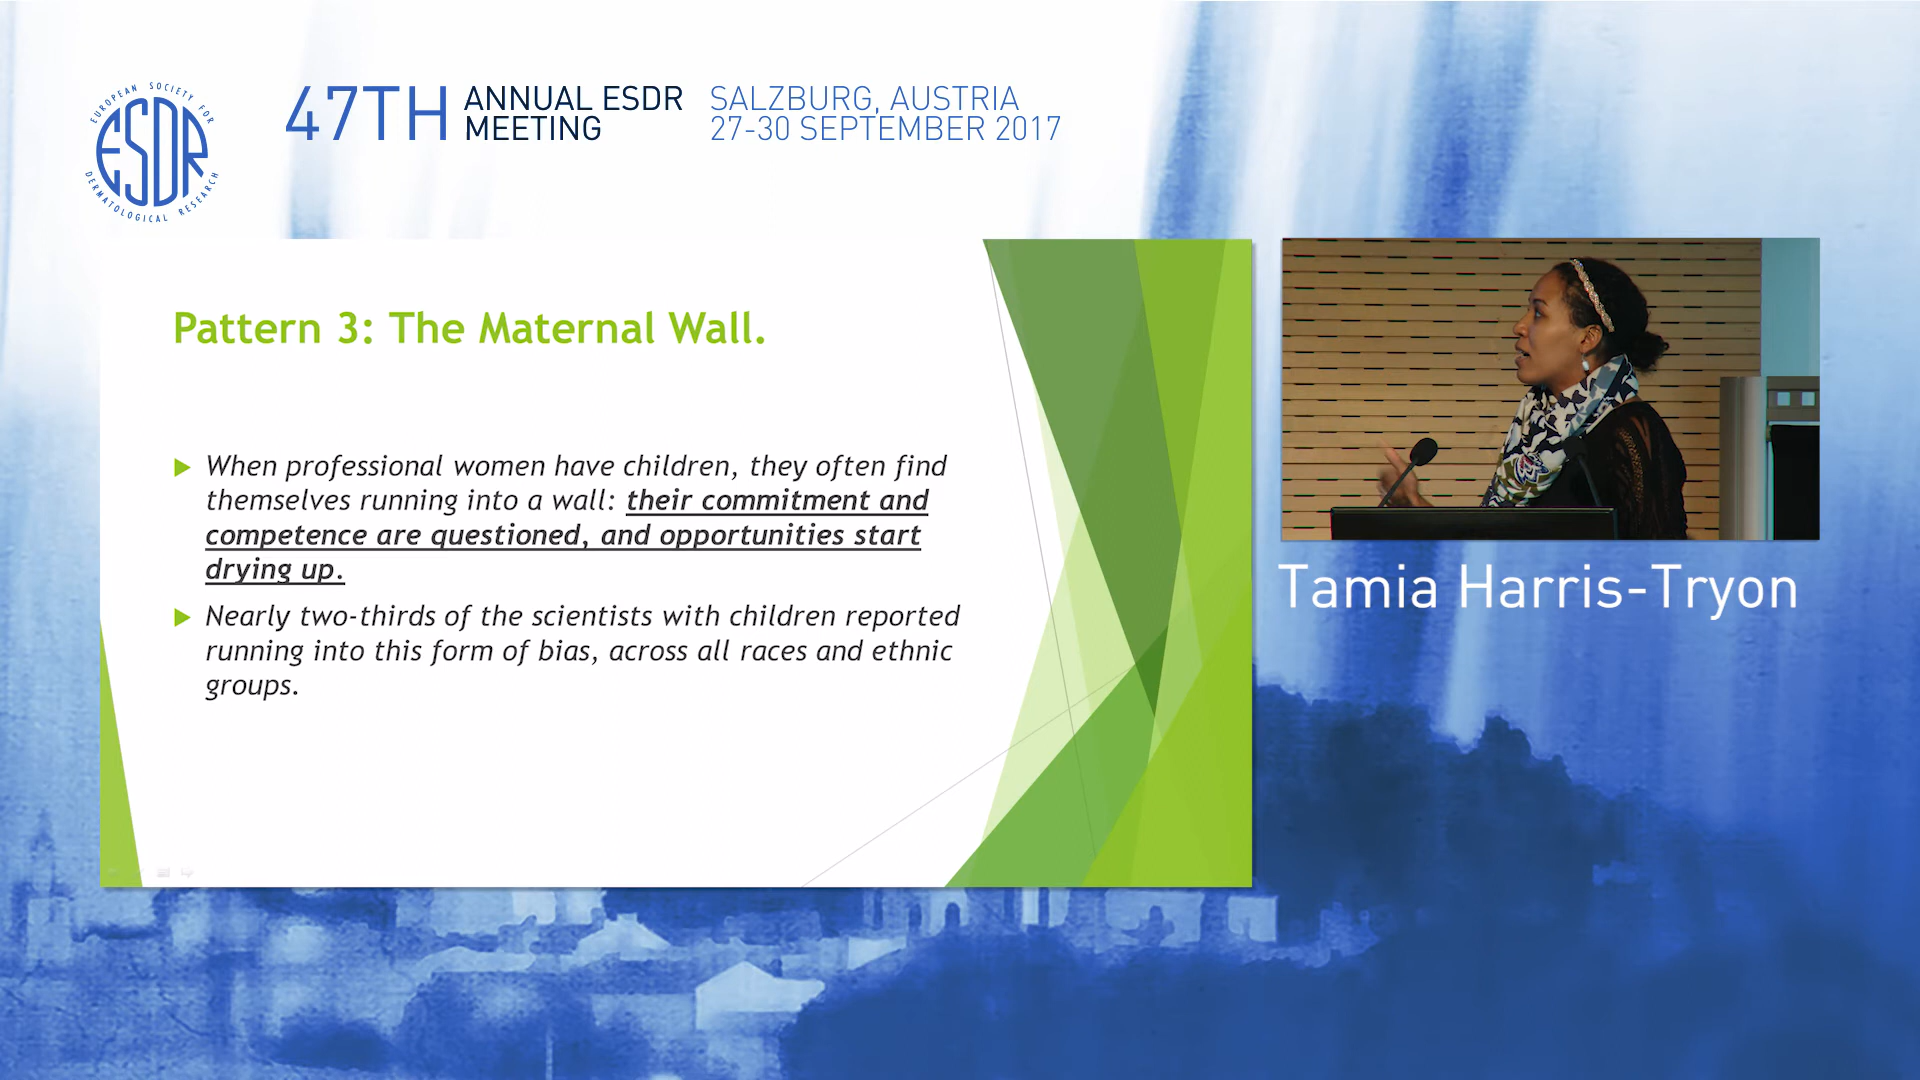 EUROPEAN SOCIETY FOR
ESDR
DERMATOLOGICAL RESEARCH
47TH ANNUAL ESDR MEETING
SALZBURG, AUSTRIA
27-30 SEPTEMBER 2017
Pattern 3: The Maternal Wall.
When professional women have children, they often find
themselves running into a wall: their commitment and
competence are questioned, and opportunities start
drying up.
Nearly two-thirds of the scientists with children reported
running into this form of bias, across all races and ethnic
groups.
Tamia Harris-Tryon